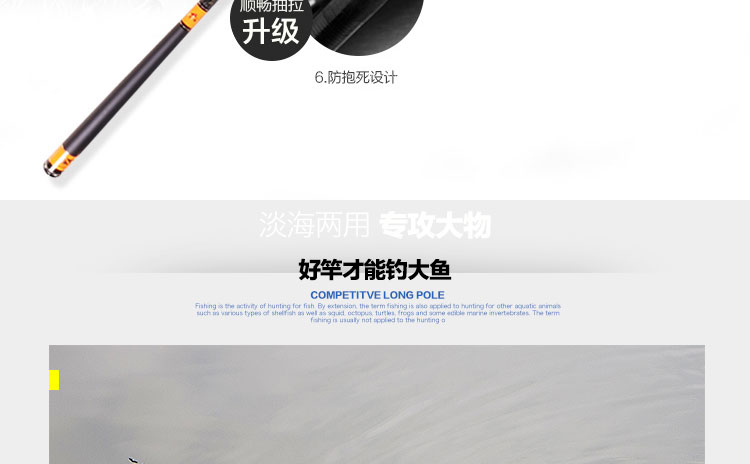 顺畅抽拉
升级
6.防抱死设计
淡海两用 专攻大物
好竿才能钓大鱼
COMPETITVE LONG POLE
Fishing is the activity of hunting for fish. By extension, the term fishing is also applied to hunting for other aquatic animals
such as various types of shellfish as well as squid, octopus, turtles, frogs and some edible marine invertebrates. The term
fishing is usually not applied to the hunting o